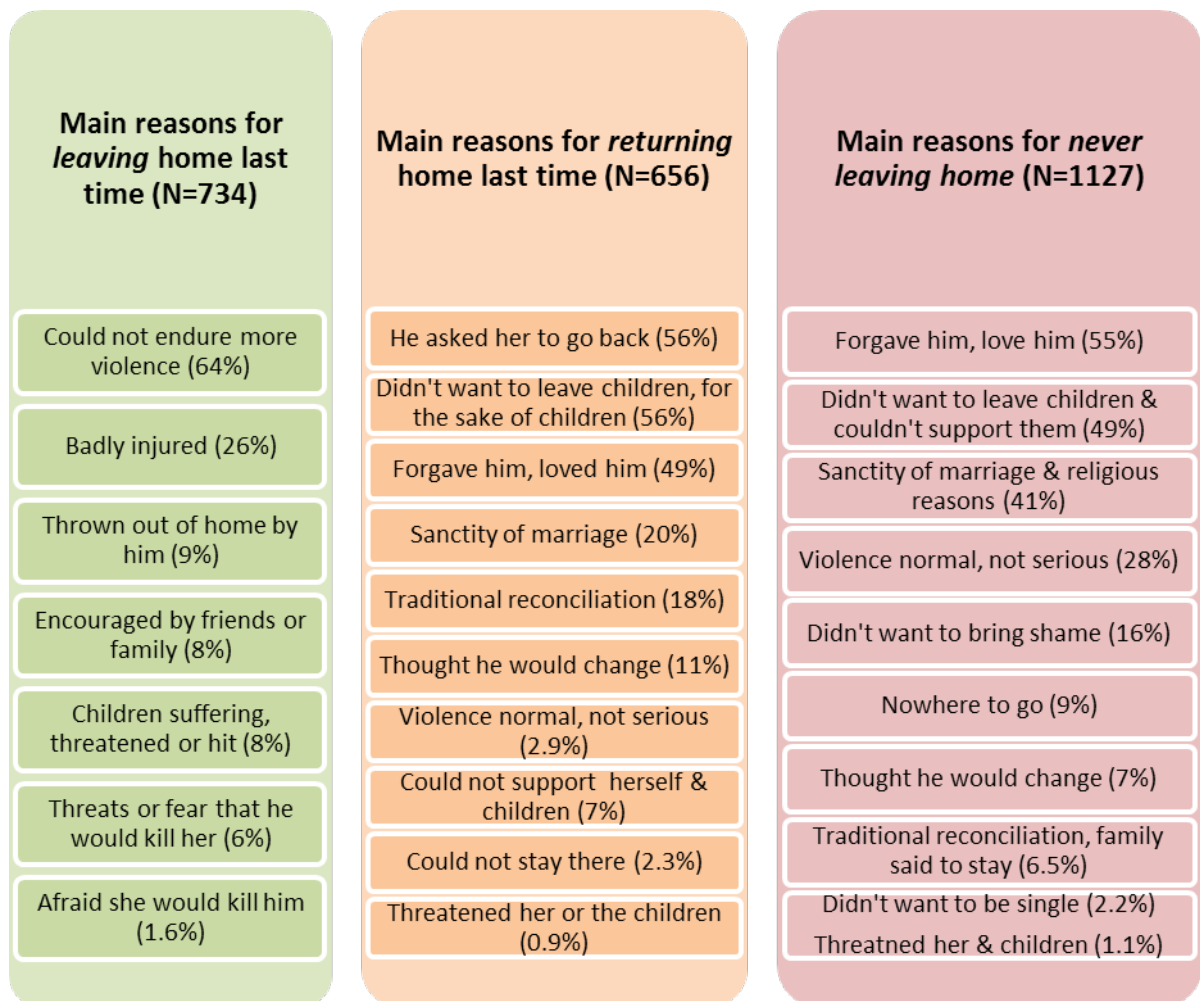 Main reasons for
leaving home last
time (N=734)
Could not endure more
violence (64%)
Badly injured (26%)
Thrown out of home by
him (9%)
Encouraged by friends or
family (8%)
Children suffering,
threatened or hit (8%)
Threats or fear that he
would kill her (6%)
Afraid she would kill him
(1.6%)
Main reasons for returning
home last time (N=656)
He asked her to go back (56%)
Didn't want to leave children, for
the sake of children (56%)
Forgave him, loved him (49%)
Sanctity of marriage (20%)
Traditional reconciliation (18%)
Thought he would change (11%)
Violence normal, not serious
(2.9%)
Could not support herself &
children (7%)
Could not stay there (2.3%)
Threatened her or the children
(0.9%)
Main reasons for never
leaving home (N=1127)
Forgave him, love him (55%)
Didn't want to leave children &
couldn't support them (49%)
Sanctity of marriage & religious
reasons (41%)
Violence normal, not serious (28%)
Didn't want to bring shame (16%)
Nowhere to go (9%)
Thought he would change (7%)
Traditional reconciliation, family
said to stay (6.5%)
Didn't want to be single (2.2%)
Threatned her & children (1.1%)